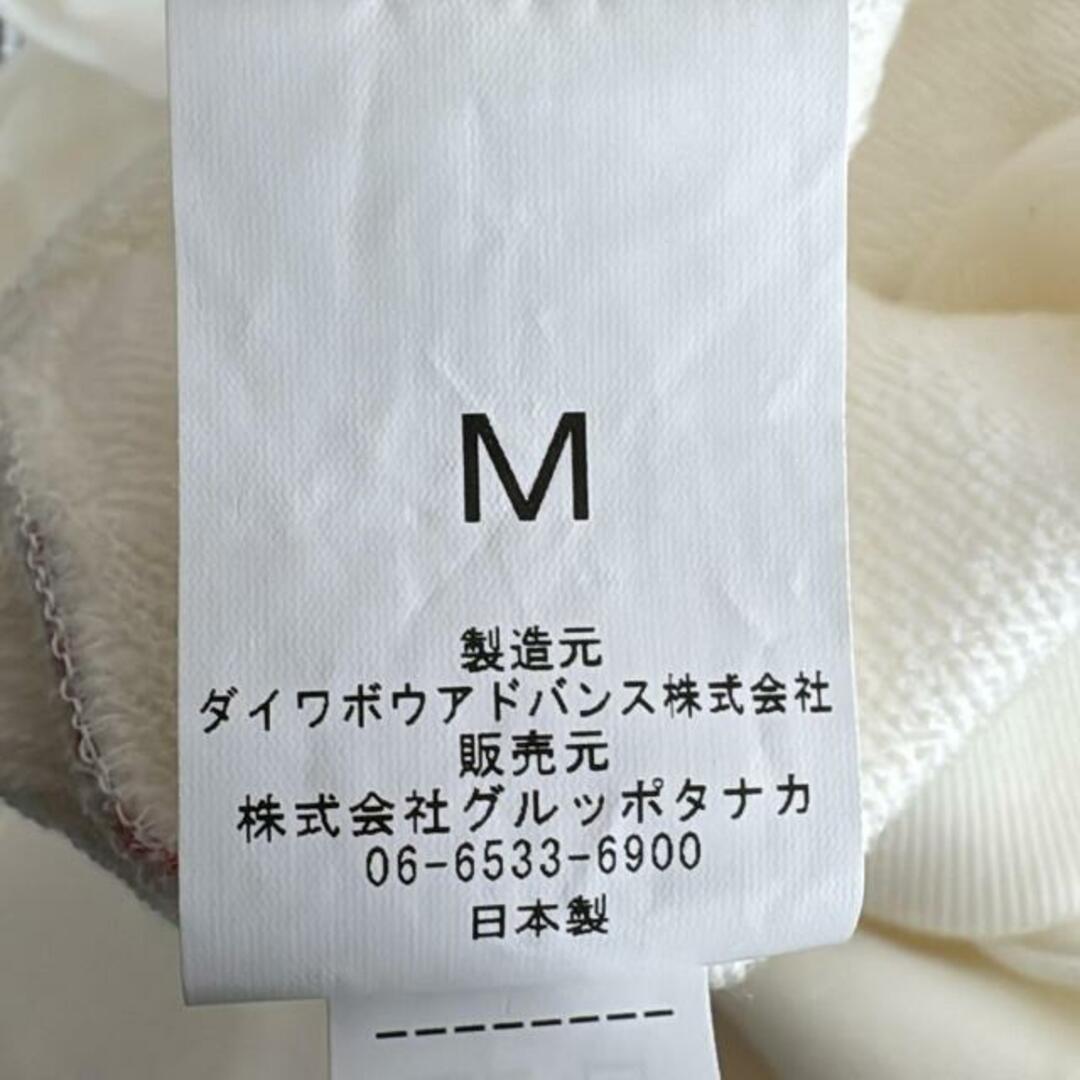 M
製造元
ダイワボウアドバンス株式会社
販売元
株式会社グルッポタナカ
06-6533-6900
日本製